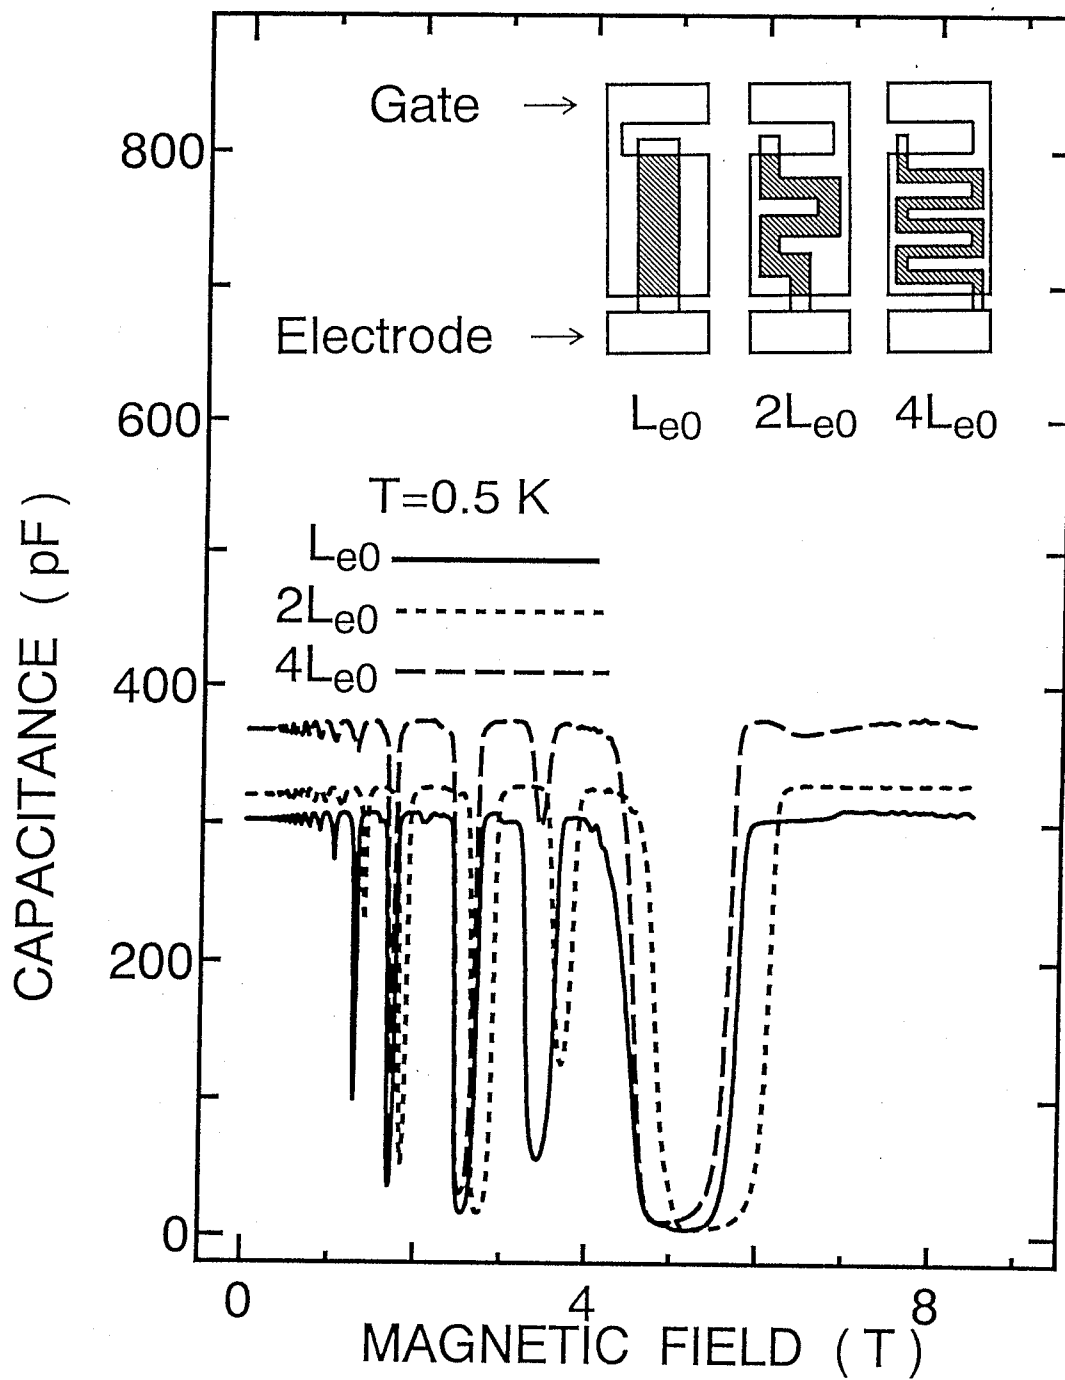 Gate →
800
Electrode →
600
Le0 2Le0 4Le0
T=0.5 K
Le0
2Le0
4Le0
400
200
0
0 4 8
CAPACITANCE (pF)
MAGNETIC FIELD (T)